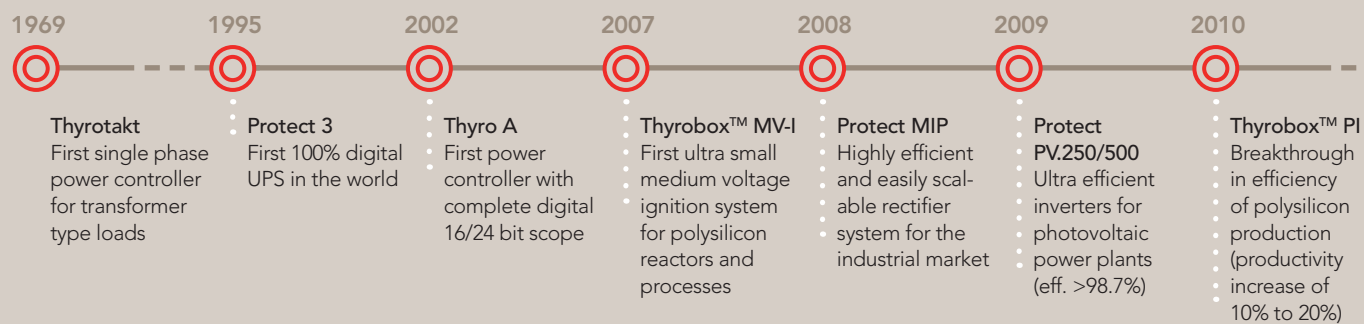 1969
1995
2002
2007
2008
2009
2010
Thyrotakt
First single phase
power controller
for transformer
type loads
Protect 3
First 100% digital
UPS in the world
Thyro A
First power
controller with
complete digital
16/24 bit scope
Thyrobox™ MV-I
First ultra small
medium voltage
ignition system
for polysilicon
reactors and
processes
Protect MIP
Highly efficient
and easily scal-
able rectifier
system for the
industrial market
Protect
PV.250/500
Ultra efficient
inverters for
photovoltaic
power plants
(eff. >98.7%)
Thyrobox™ PI
Breakthrough
in efficiency
of polysilicon
production
(productivity
increase of
10% to 20%)